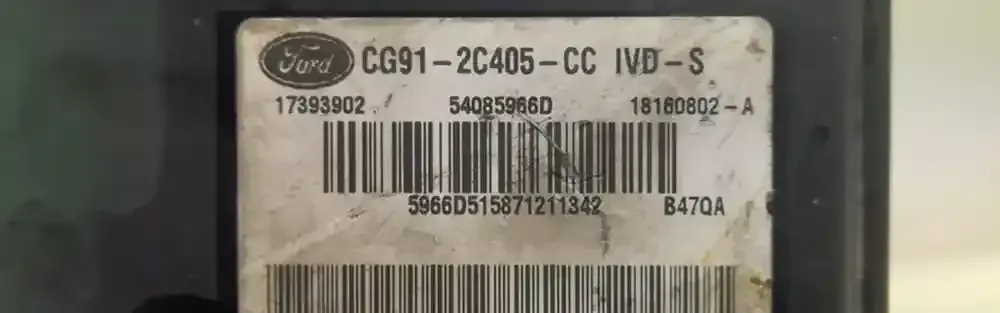 Ford CG91-2C405-CC IVD-S
17393902 54085966D 18160802-A
5966D515871211342 B47QA